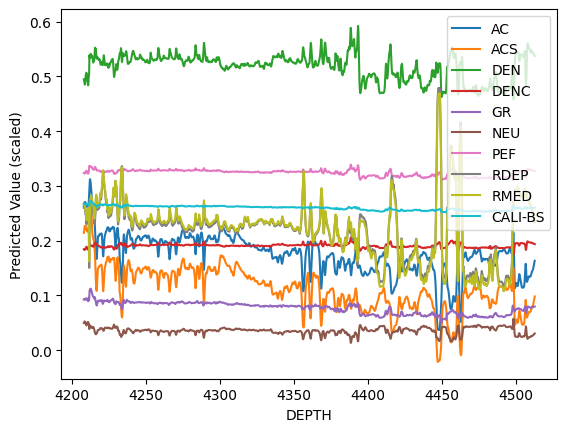 0.6
0.5
0.4
0.3
0.2
0.1
0.0
Predicted Value (scaled)
4200
4250
4300
4350
4400
4450
4500
DEPTH
AC
ACS
DEN
DENC
GR
NEU
PEF
RDEP
RMED
CALI-BS